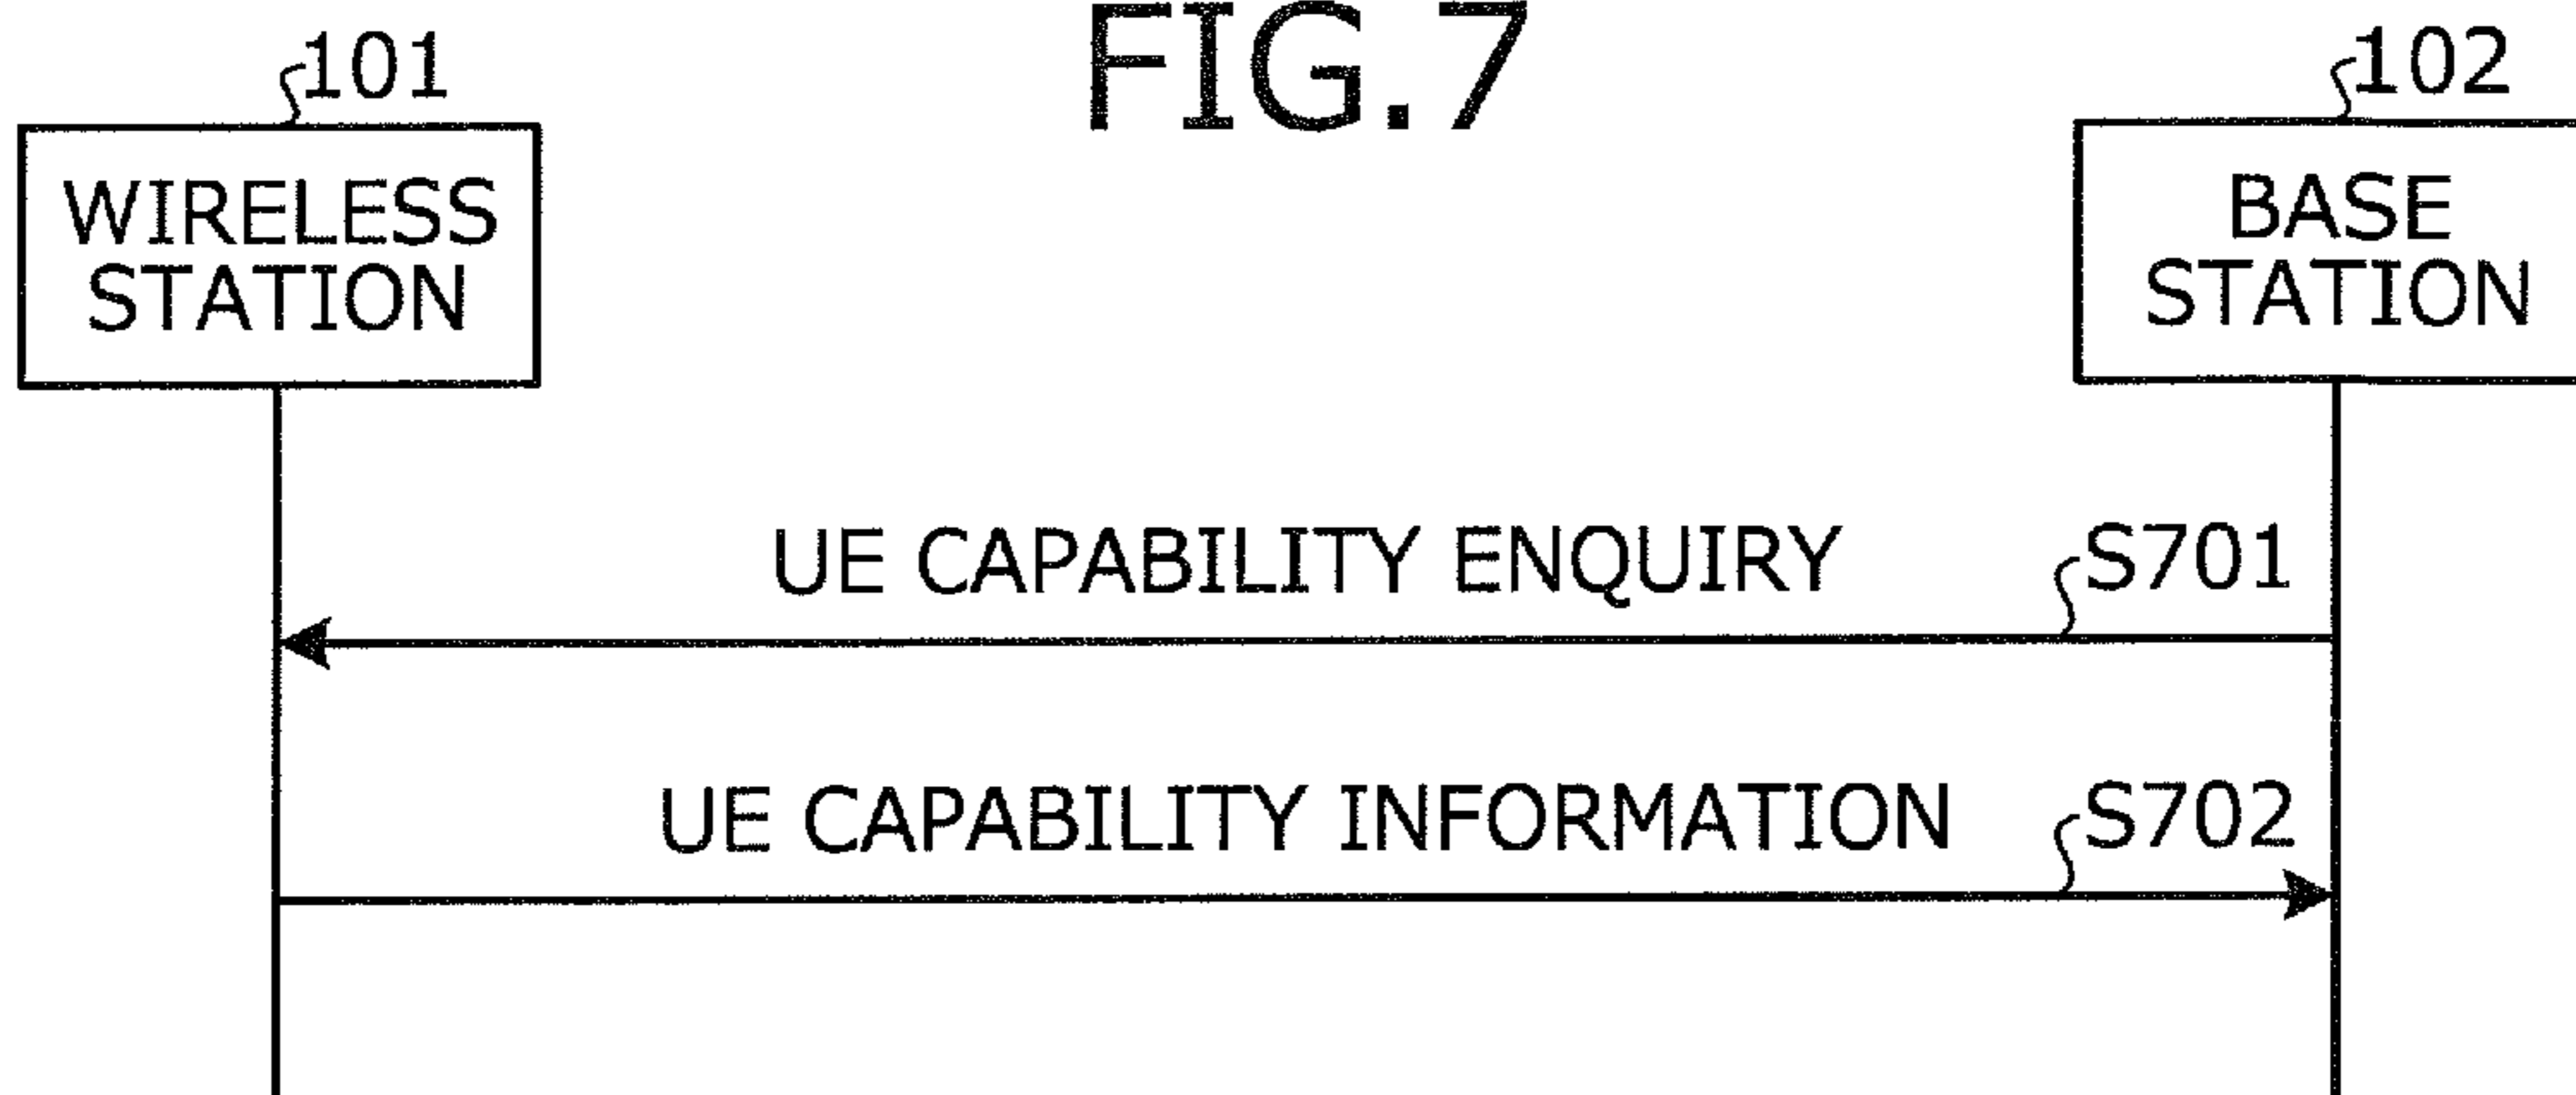 FIG.7
101
102
WIRELESS
STATION
BASE
STATION
UE CAPABILITY ENQUIRY
S701
UE CAPABILITY INFORMATION
S702